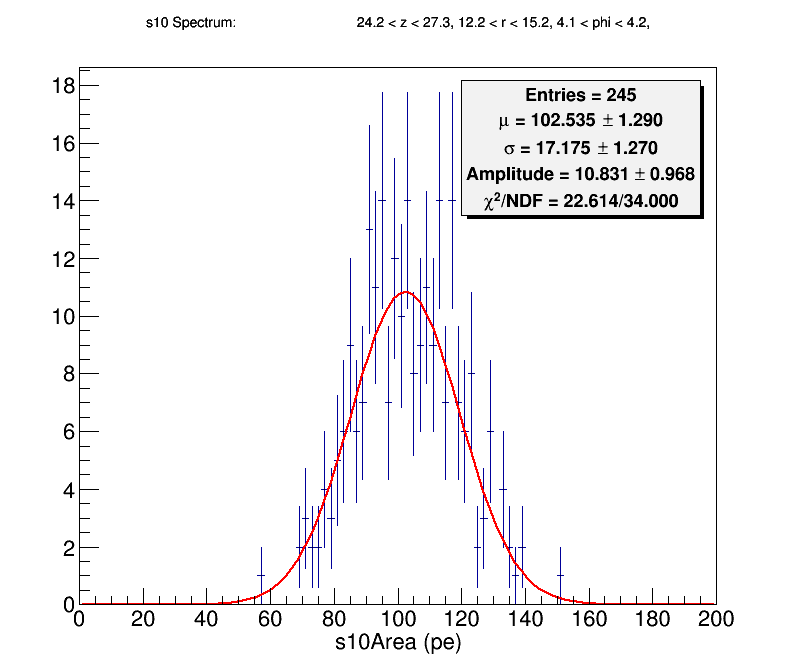 s10 Spectrum: 24.2 < z < 27.3, 12.2 < r < 15.2, 4.1 < phi < 4.2,
Entries = 245
μ = 102.535 ± 1.290
σ = 17.175 ± 1.270
Amplitude = 10.831 ± 0.968
χ²/NDF = 22.614/34.000
18
16
14
12
10
8
6
4
2
0
0 20 40 60 80 100 120 140 160 180 200
s10Area (pe)